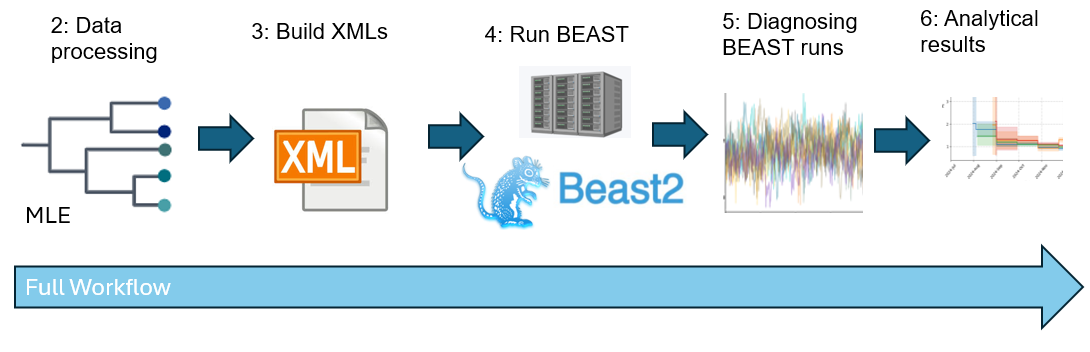 2: Data
processing
3: Build XMLs
4: Run BEAST
5: Diagnosing
BEAST runs
6: Analytical
results
MLE
XML
Beast2
Full Workflow